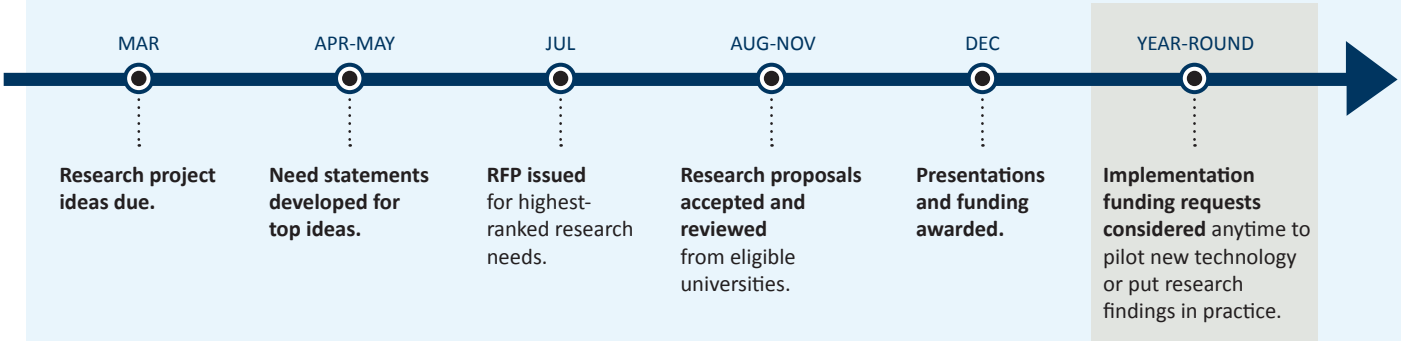 MAR
Research project
ideas due.
APR-MAY
Need statements
developed for
top ideas.
JUL
RFP issued
for highest-
ranked research
needs.
AUG-NOV
Research proposals
accepted and
reviewed
from eligible
universities.
DEC
Presentations
and funding
awarded.
YEAR-ROUND
Implementation
funding requests
considered anytime to
pilot new technology
or put research
findings in practice.